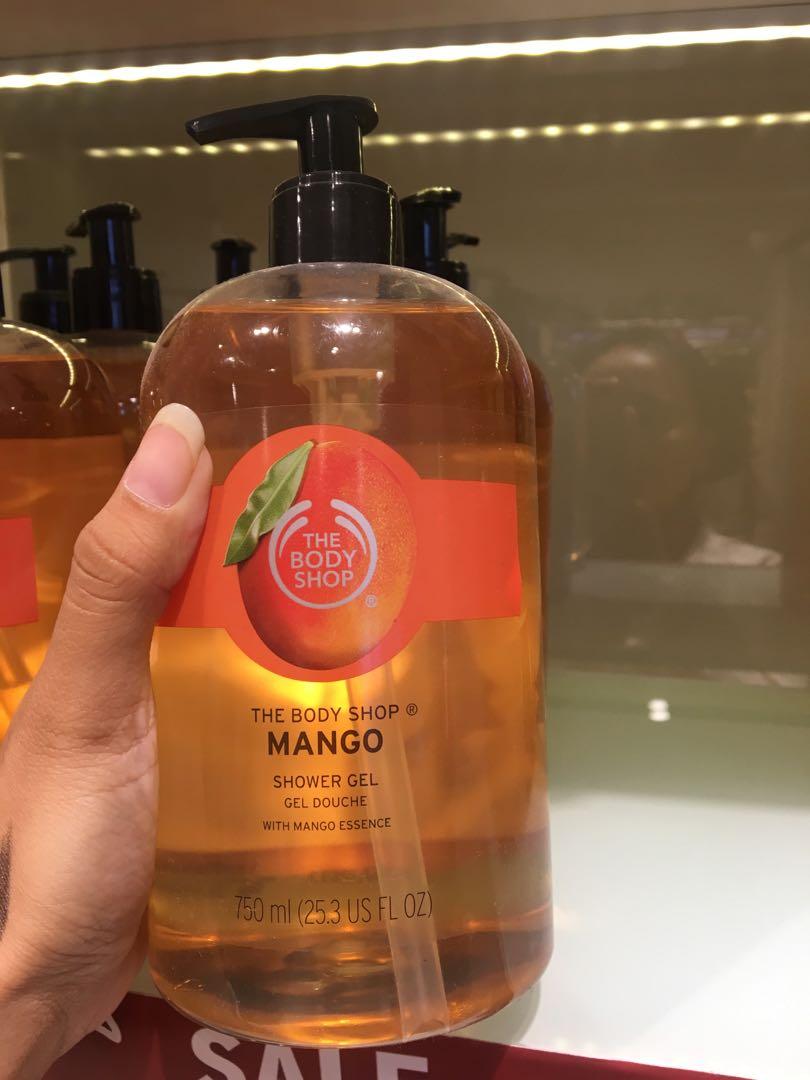 THE
BODY
SHOP
®
THE BODY SHOP ®
MANGO
SHOWER GEL
GEL DOUCHE
WITH MANGO ESSENCE
750 ml (25.3 US FL OZ)
SALE